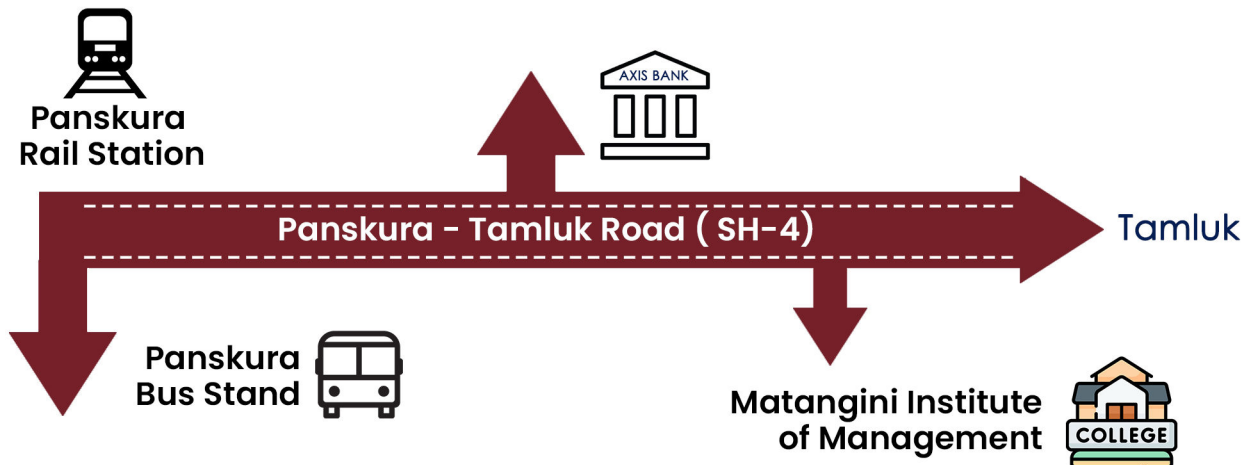 AXIS BANK
Panskura
Rail Station
Panskura - Tamluk Road ( SH-4)
Tamluk
Panskura
Bus Stand
Matangini Institute
of Management
COLLEGE